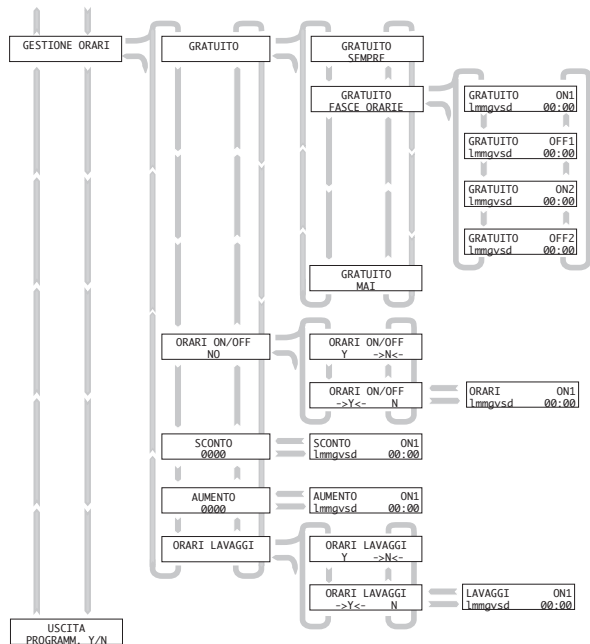 GESTIONE ORARI
GRATUITO
GRATUITO
SEMPRE
GRATUITO
FASCE ORARIE
GRATUITO ON1
lmmgvsd 00:00
GRATUITO OFF1
lmmgvsd 00:00
GRATUITO ON2
lmmgvsd 00:00
GRATUITO OFF2
lmmgvsd 00:00
GRATUITO
MAI
ORARI ON/OFF
NO
ORARI ON/OFF
Y ->N<-
ORARI ON/OFF
->Y<- N
ORARI ON1
lmmgvsd 00:00
SCONTO
0000
SCONTO ON1
lmmgvsd 00:00
AUMENTO
0000
AUMENTO ON1
lmmgvsd 00:00
ORARI LAVAGGI
ORARI LAVAGGI
Y ->N<-
ORARI LAVAGGI
->Y<- N
LAVAGGI ON1
lmmgvsd 00:00
USCITA
PROGRAMM. Y/N